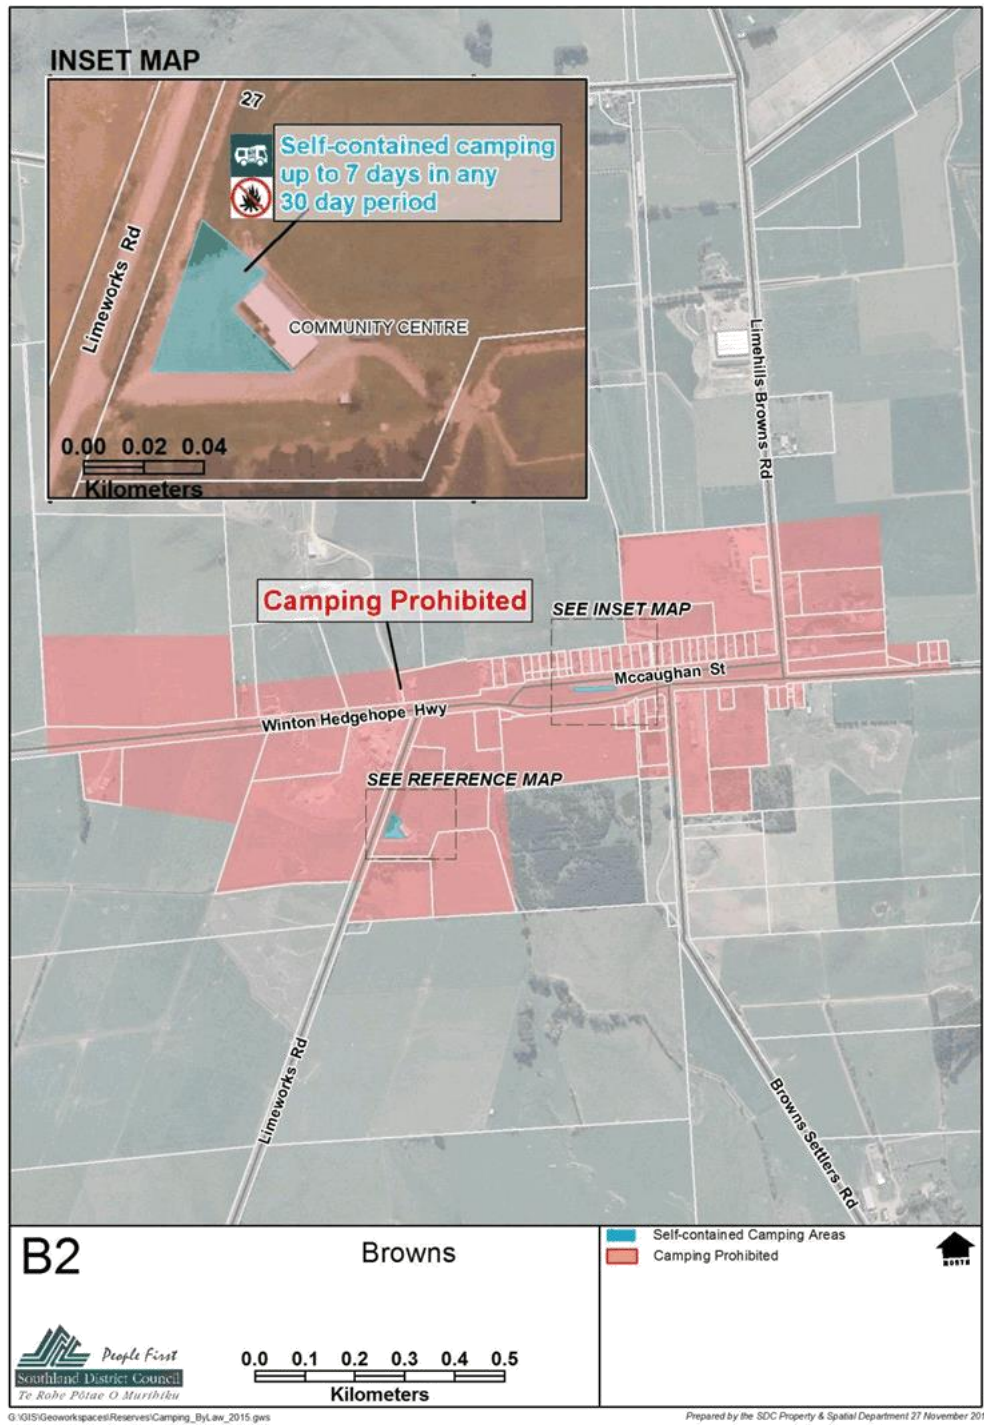 INSET MAP
27
Self-contained camping
up to 7 days in any
30 day period
Limeworks Rd
COMMUNITY CENTRE
0.00 0.02 0.04
Kilometers
Limehills Browns Rd
Camping Prohibited
SEE INSET MAP
Mccaughan St
Winton Hedgehope Hwy
SEE REFERENCE MAP
Limeworks Rd
Browns Settlers Rd
B2
Browns
Self-contained Camping Areas
Camping Prohibited
NORTH
People First
Southland District Council
Te Rohe Pōtae O Murihiku
0.0 0.1 0.2 0.3 0.4 0.5
Kilometers
G:\GIS\Geoworkspaces\Reserves\Camping_ByLaw_2015.gws
Prepared by the SDC Property & Spatial Department 27 November